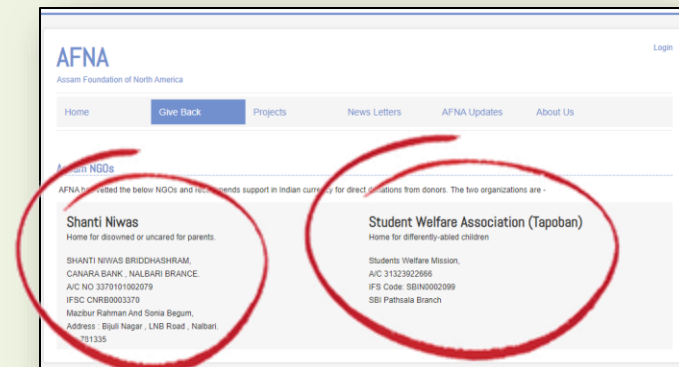 AFNA
Login
Assam Foundation of North America
Home Give Back Projects News Letters AFNA Updates About Us
Assam NGOs
AFNA has vetted the below NGOs and recommends support in Indian currency for direct donations from donors. The two organizations are -
Shanti Niwas
Home for disowned or uncared for parents.
SHANTI NIWAS BRIDDHASHRAM,
CANARA BANK , NALBARI BRANCE.
A/C NO 3370101002079
IFSC CNRB0003370
Mazibur Rahman And Sonia Begum,
Address : Bijuli Nagar , LNB Road , Nalbari.
781335
Student Welfare Association (Tapoban)
Home for differently-abled children
Students Welfare Mission,
A/C 31323922666
IFS Code: SBIN0002099
SBI Pathsala Branch